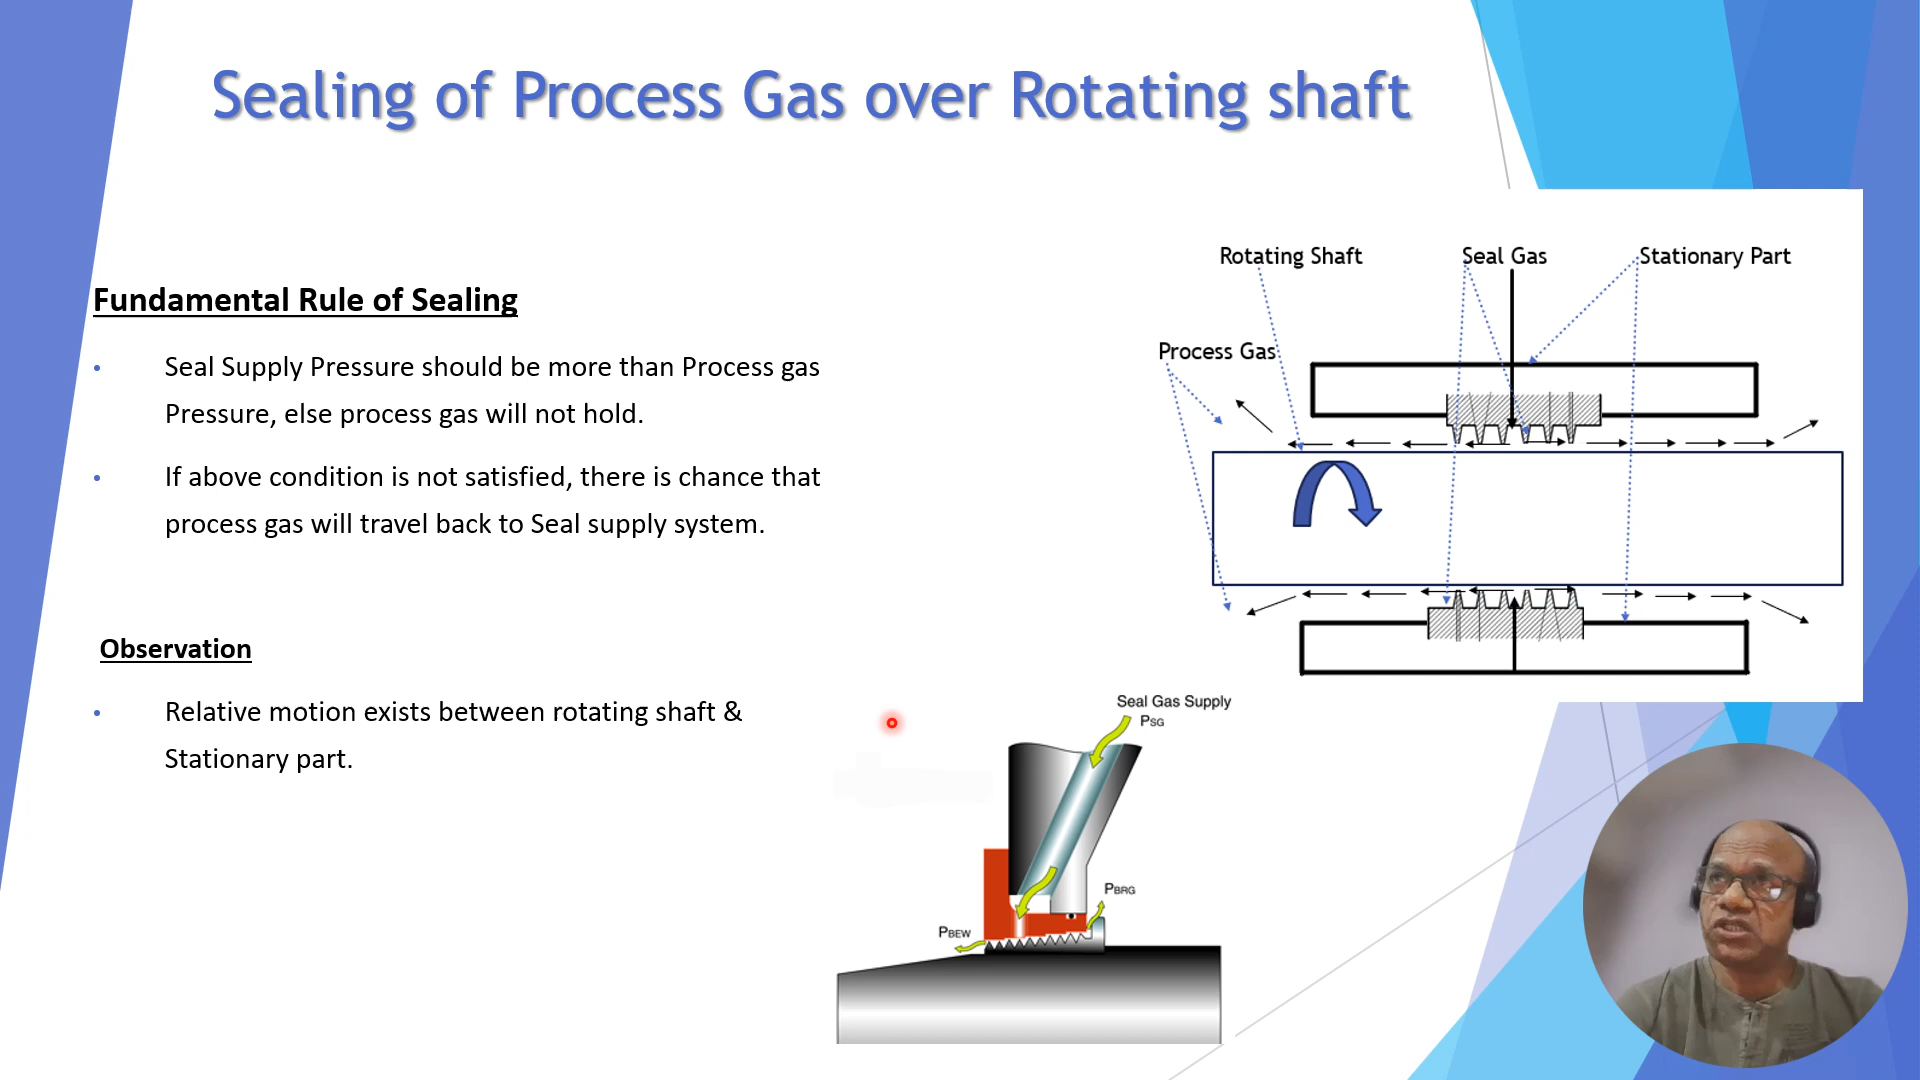 Sealing of Process Gas over Rotating shaft
Fundamental Rule of Sealing
• Seal Supply Pressure should be more than Process gas
Pressure, else process gas will not hold.
• If above condition is not satisfied, there is chance that
process gas will travel back to Seal supply system.
Observation
• Relative motion exists between rotating shaft &
Stationary part.
Rotating Shaft
Seal Gas
Stationary Part
Process Gas
Seal Gas Supply
PSG
PBRG
PBEW